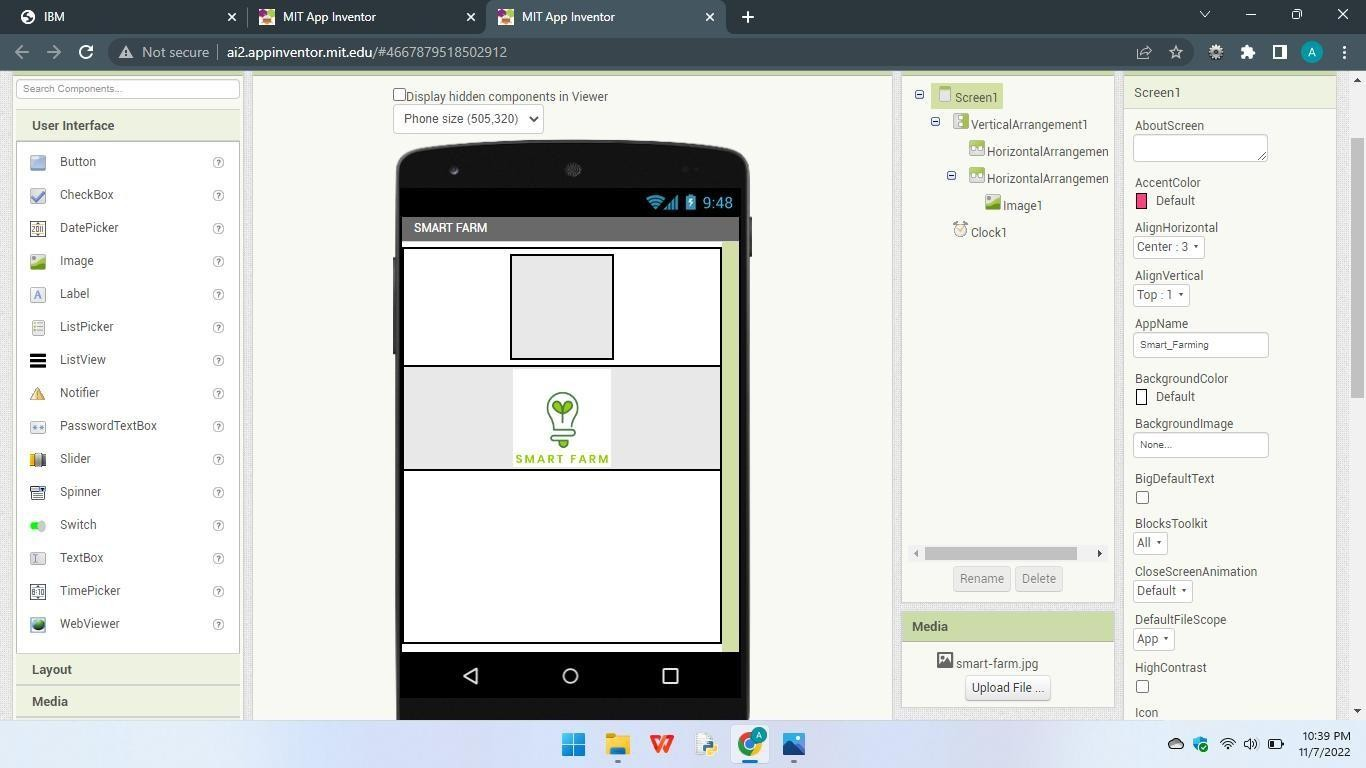 IBM
MIT App Inventor
MIT App Inventor
Not secure
ai2.appinventor.mit.edu/#4667879518502912
A
Search Components...
User Interface
Button
CheckBox
DatePicker
Image
Label
ListPicker
ListView
Notifier
PasswordTextBox
Slider
Spinner
Switch
TextBox
TimePicker
WebViewer
Layout
Media
Display hidden components in Viewer
Phone size (505,320)
9:48
SMART FARM
SMART FARM
Screen1
VerticalArrangement1
HorizontalArrangemen
HorizontalArrangemen
Image1
Clock1
Rename
Delete
Media
smart-farm.jpg
Upload File ...
Screen1
AboutScreen
AccentColor
Default
AlignHorizontal
Center : 3
AlignVertical
Top : 1
AppName
Smart_Farming
BackgroundColor
Default
BackgroundImage
None...
BigDefaultText
BlocksToolkit
All
CloseScreenAnimation
Default
DefaultFileScope
App
HighContrast
Icon
10:39 PM
11/7/2022